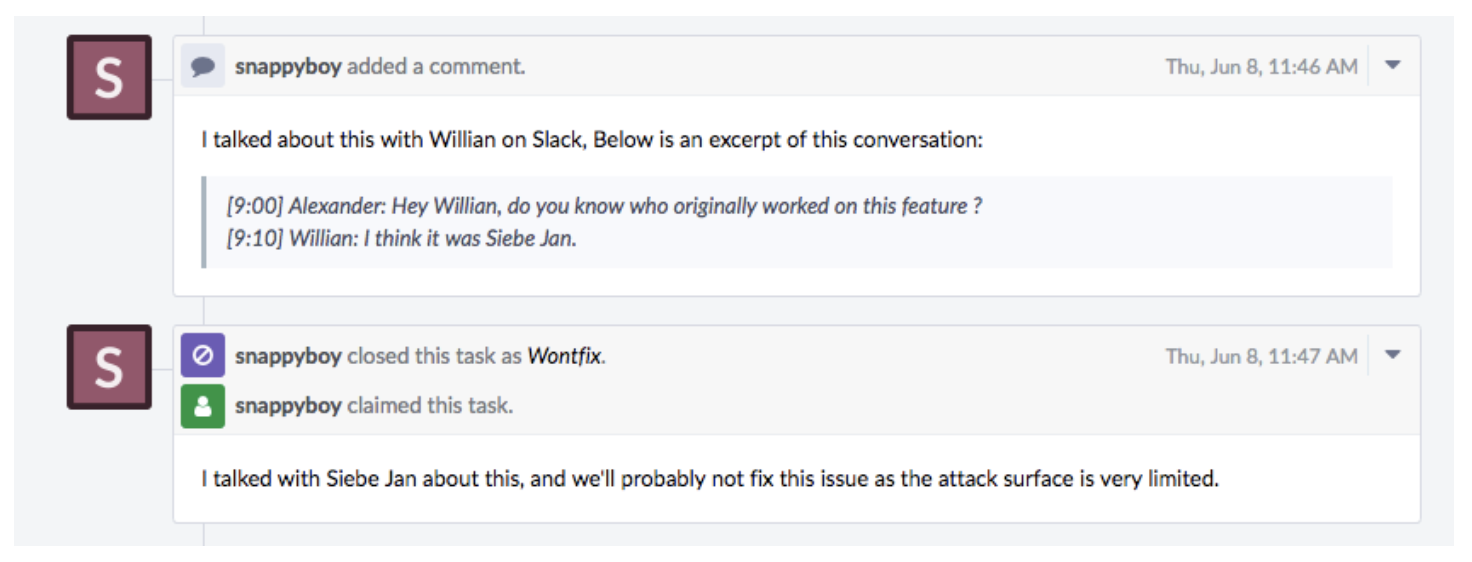 S
snappyboy added a comment.
Thu, Jun 8, 11:46 AM
I talked about this with Willian on Slack, Below is an excerpt of this conversation:
[9:00] Alexander: Hey Willian, do you know who originally worked on this feature ?
[9:10] Willian: I think it was Siebe Jan.
S
snappyboy closed this task as Wontfix.
Thu, Jun 8, 11:47 AM
snappyboy claimed this task.
I talked with Siebe Jan about this, and we'll probably not fix this issue as the attack surface is very limited.